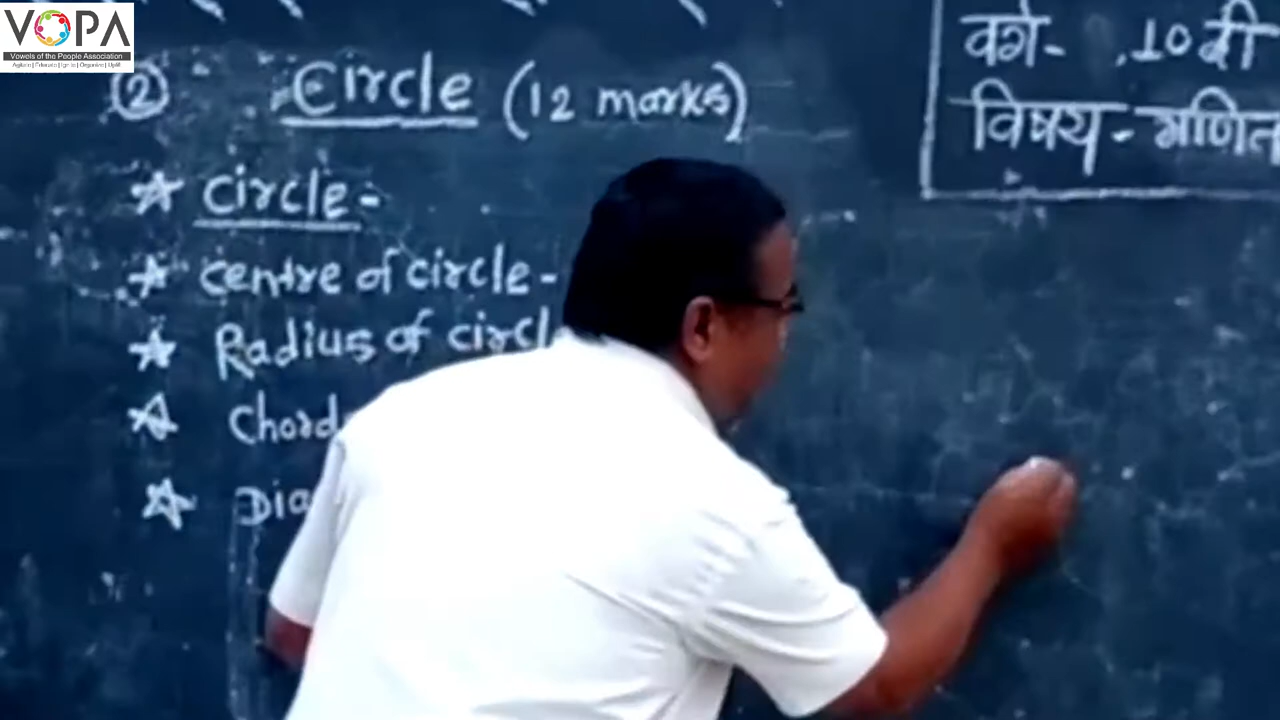 VOPA
Vowels of the People Association
② Circle (12 marks)
वर्ग- 10 वी
विषय - गणित
☆ Circle -
☆ Centre of circle -
☆ Radius of circl
☆ Chord
☆ Dia